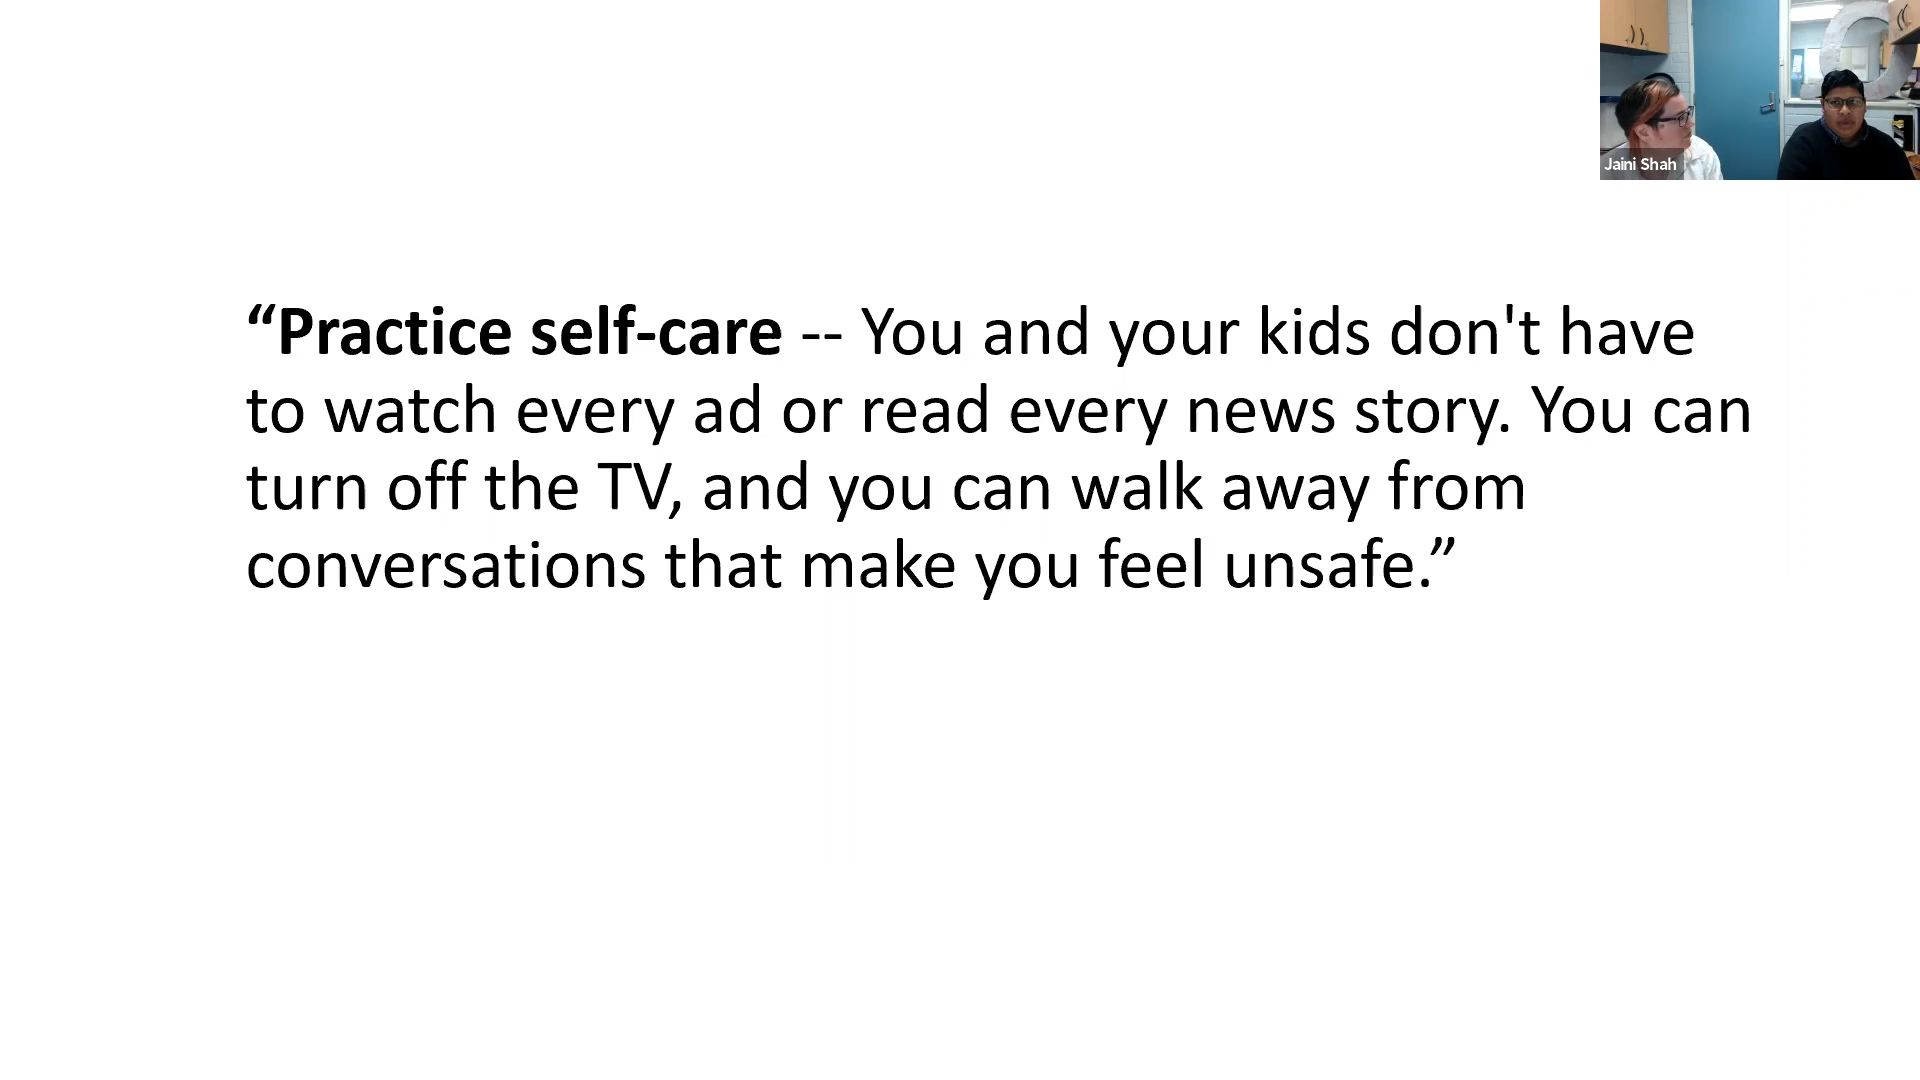 Jaini Shah
“Practice self-care -- You and your kids don't have
to watch every ad or read every news story. You can
turn off the TV, and you can walk away from
conversations that make you feel unsafe.”